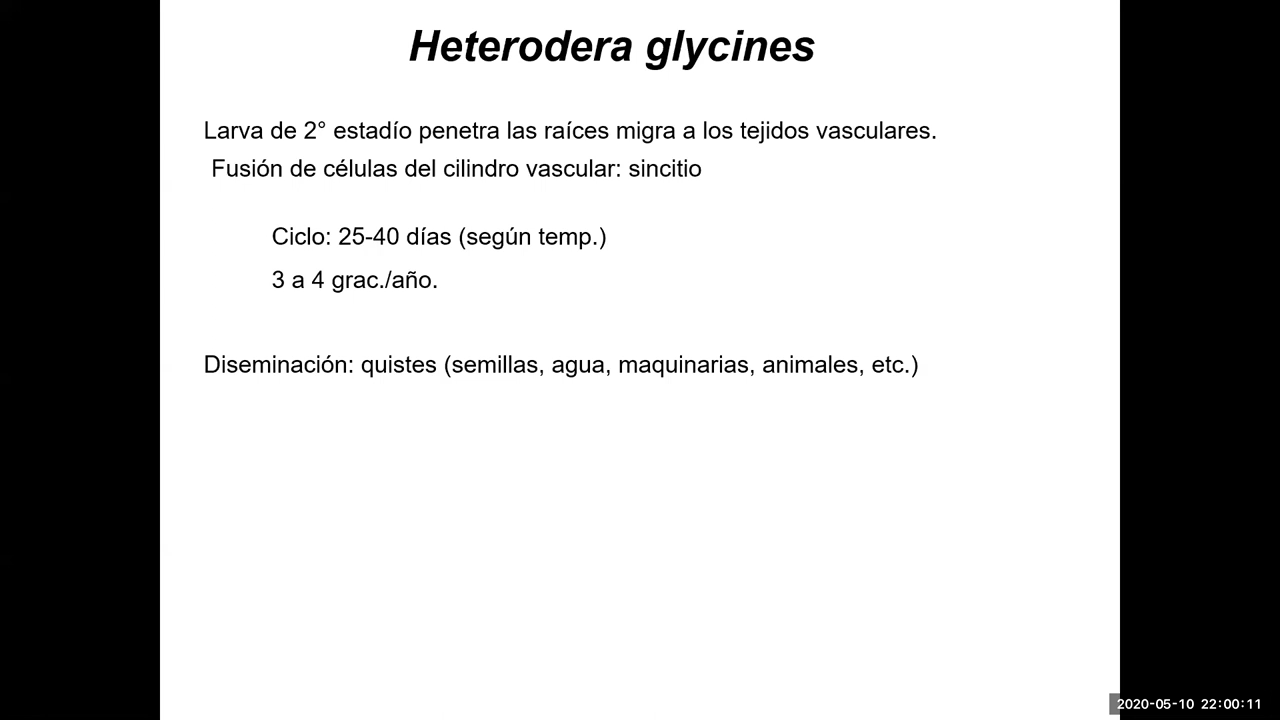 Heterodera glycines
Larva de 2° estadío penetra las raíces migra a los tejidos vasculares.
Fusión de células del cilindro vascular: sincitio
Ciclo: 25-40 días (según temp.)
3 a 4 grac./año.
Diseminación: quistes (semillas, agua, maquinarias, animales, etc.)
2020-05-10 22:00:11